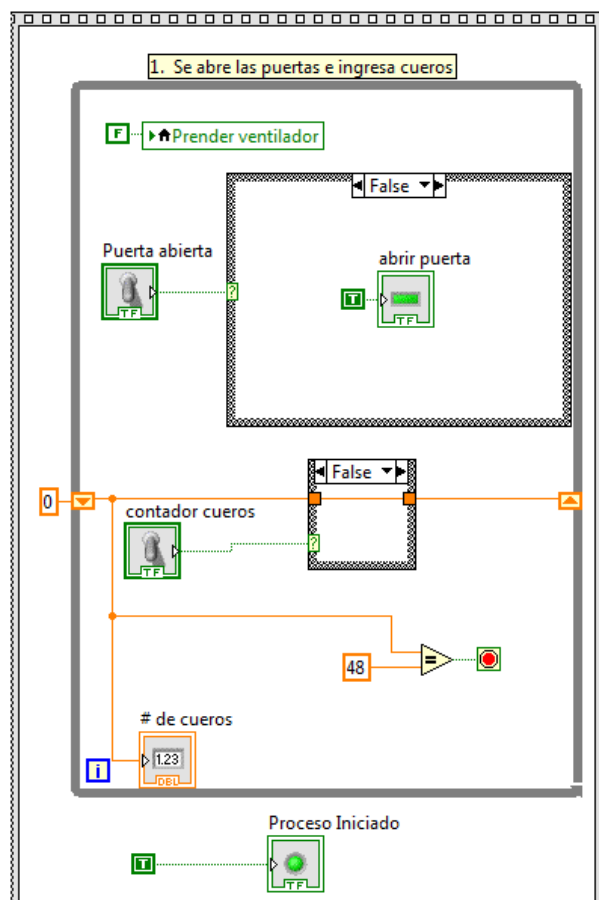 1. Se abre las puertas e ingresa cueros
F
Prender ventilador
False
Puerta abierta
abrir puerta
?
TF
T
TF
False
0
contador cueros
?
TF
48
=
# de cueros
1.23
i
DBL
Proceso Iniciado
T
TF